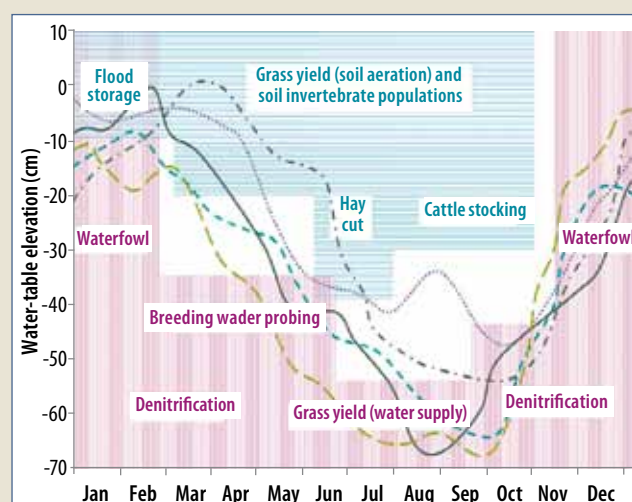 10
0
-10
-20
-30
-40
-50
-60
-70
Water-table elevation (cm)
Flood
storage
Grass yield (soil aeration) and
soil invertebrate populations
Hay
cut
Cattle stocking
Waterfowl
Waterfowl
Breeding wader probing
Denitrification
Grass yield (water supply)
Denitrification
Jan Feb Mar Apr May Jun Jul Aug Sep Oct Nov Dec